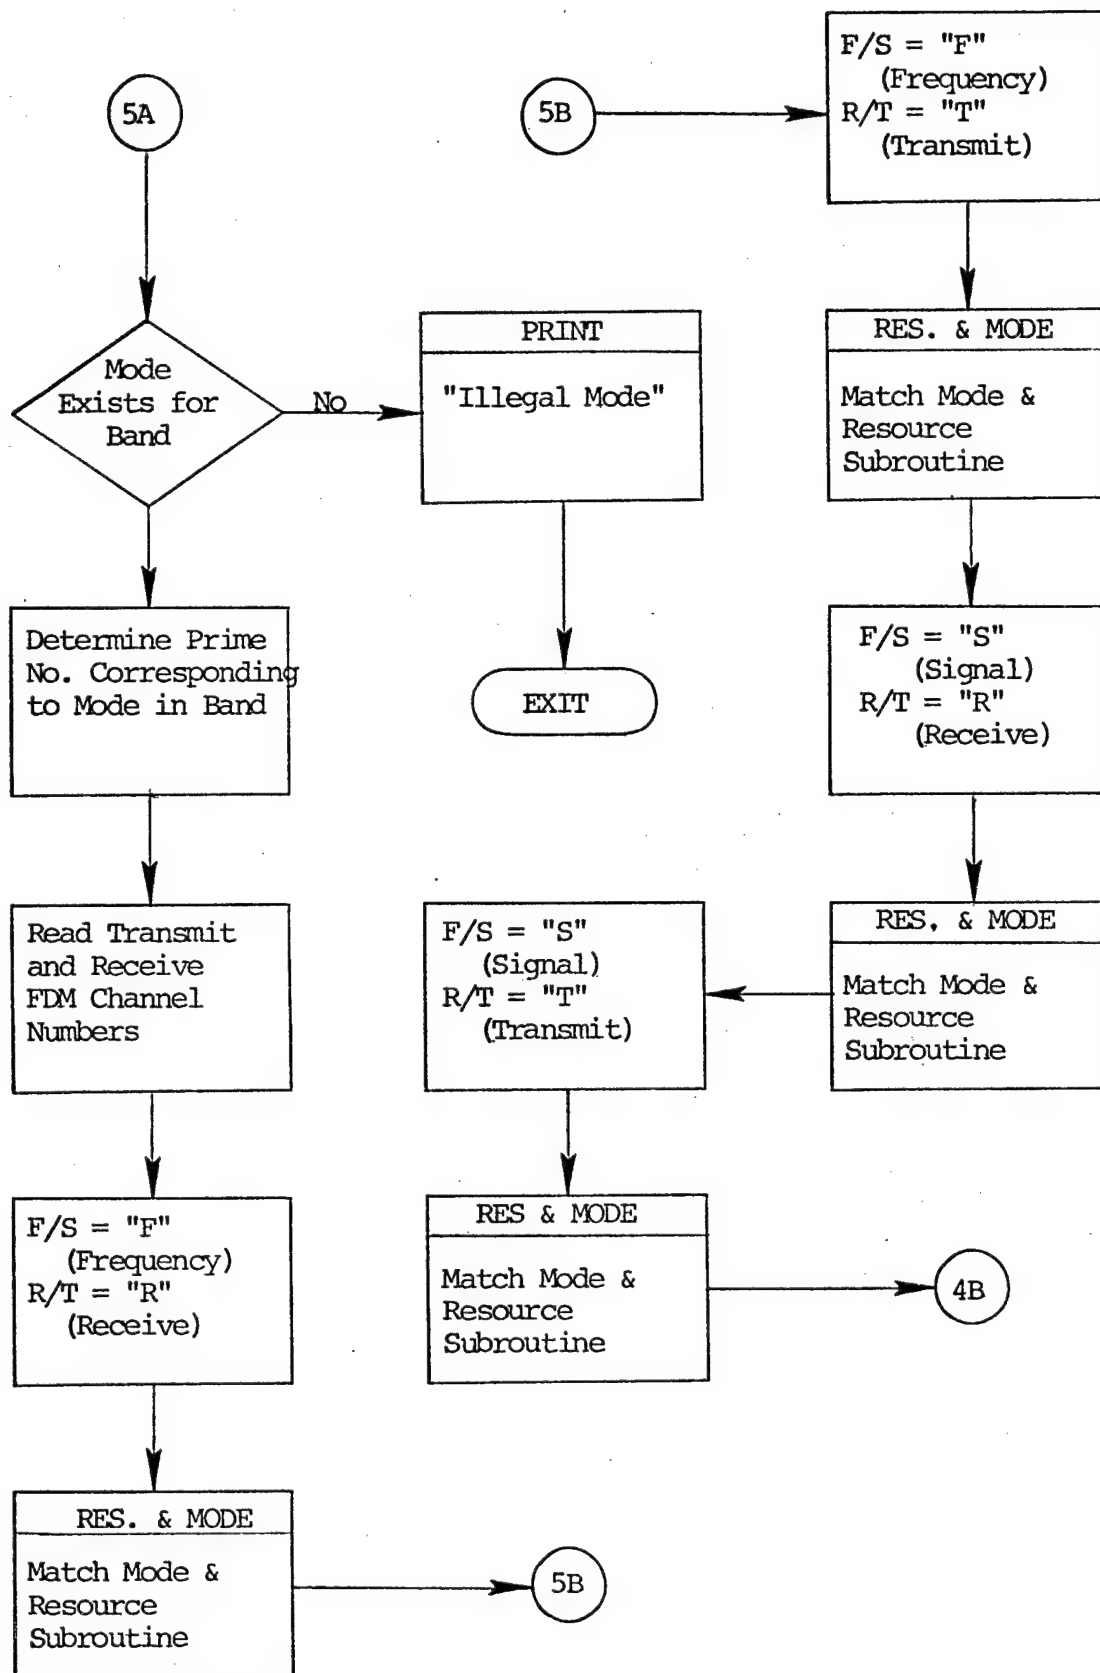 5A
Mode
Exists for
Band
No
PRINT
"Illegal Mode"
EXIT
Determine Prime
No. Corresponding
to Mode in Band
Read Transmit
and Receive
FDM Channel
Numbers
F/S = "F"
(Frequency)
R/T = "R"
(Receive)
RES. & MODE
Match Mode &
Resource
Subroutine
5B
5B
F/S = "F"
(Frequency)
R/T = "T"
(Transmit)
RES. & MODE
Match Mode &
Resource
Subroutine
F/S = "S"
(Signal)
R/T = "R"
(Receive)
RES. & MODE
Match Mode &
Resource
Subroutine
F/S = "S"
(Signal)
R/T = "T"
(Transmit)
RES & MODE
Match Mode &
Resource
Subroutine
4B